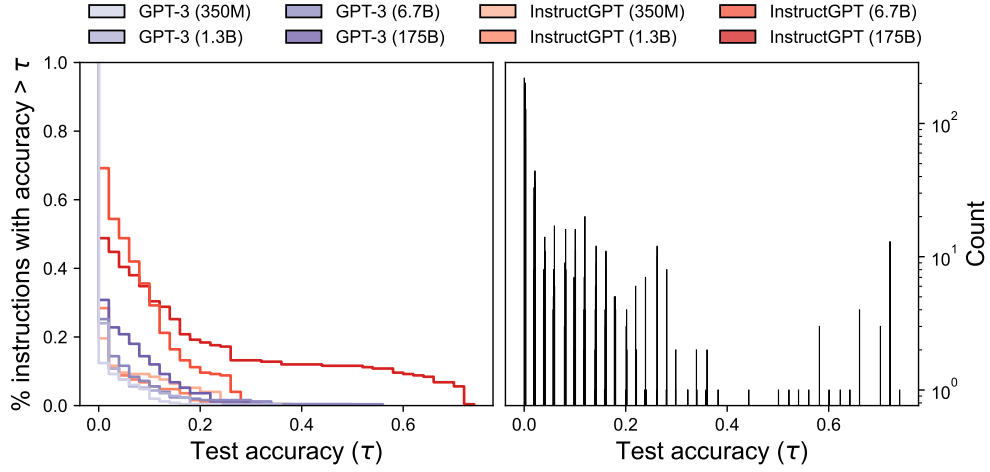 GPT-3 (350M) GPT-3 (6.7B) InstructGPT (350M) InstructGPT (6.7B)
GPT-3 (1.3B) GPT-3 (175B) InstructGPT (1.3B) InstructGPT (175B)
% instructions with accuracy > τ
1.0
0.8
0.6
0.4
0.2
0.0
0.0 0.2 0.4 0.6
Test accuracy (τ)
0.0 0.2 0.4 0.6
Test accuracy (τ)
10²
10¹
10⁰
Count